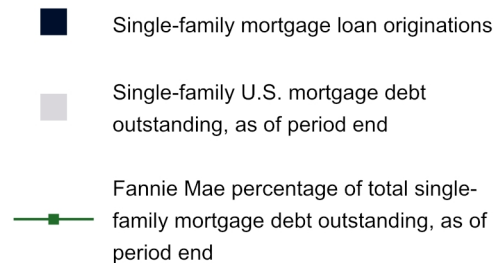 Single-family mortgage loan originations
Single-family U.S. mortgage debt
outstanding, as of period end
Fannie Mae percentage of total single-
family mortgage debt outstanding, as of
period end